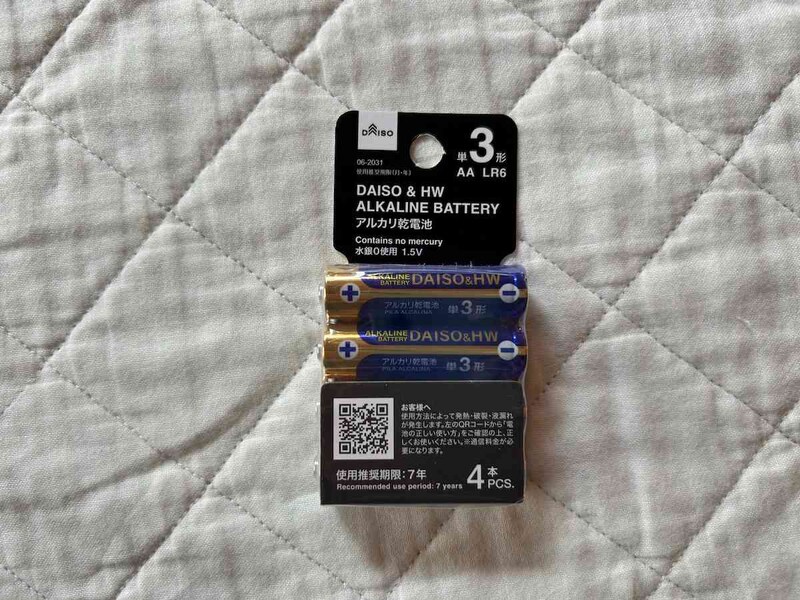 DAISO
06-2031
使用推奨期限(月-年)
単3形
AA LR6
DAISO & HW
ALKALINE BATTERY
アルカリ乾電池
Contains no mercury
水銀0使用 1.5V
ALKALINE
BATTERY
DAISO&HW
アルカリ乾電池
単3形
PILA ALCALINA
ALKALINE
BATTERY
DAISO&HW
アルカリ乾電池
単3形
PILA ALCALINA
お客様へ
使用方法によって発熱・破裂・液漏れ
が発生します。左のQRコードから「電
池の正しい使い方」をご確認の上、正
しくお使いください。※通信料金が必
要になります。
使用推奨期限:7年
Recommended use period: 7 years
4本
PCS.